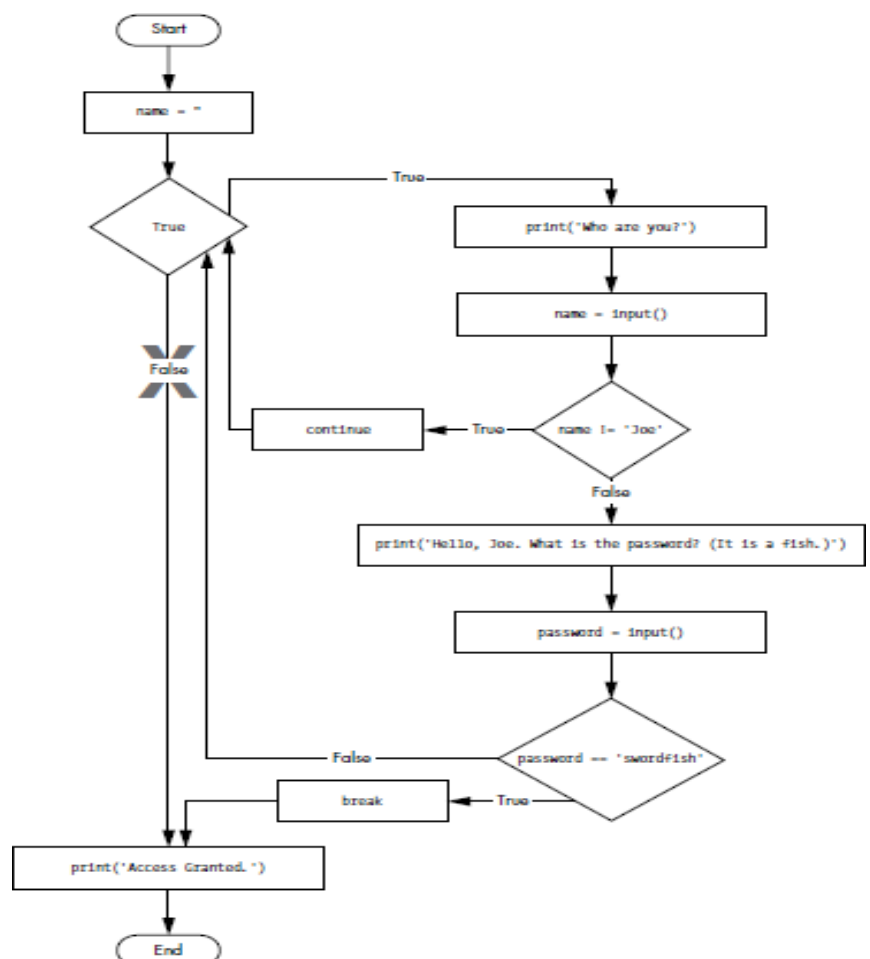 Start
name = ''
True
True
print('Who are you?')
name = input()
False
continue
True
name != 'Joe'
False
print('Hello, Joe. What is the password? (It is a fish.)')
password = input()
False
password == 'swordfish'
break
True
print('Access Granted.')
End